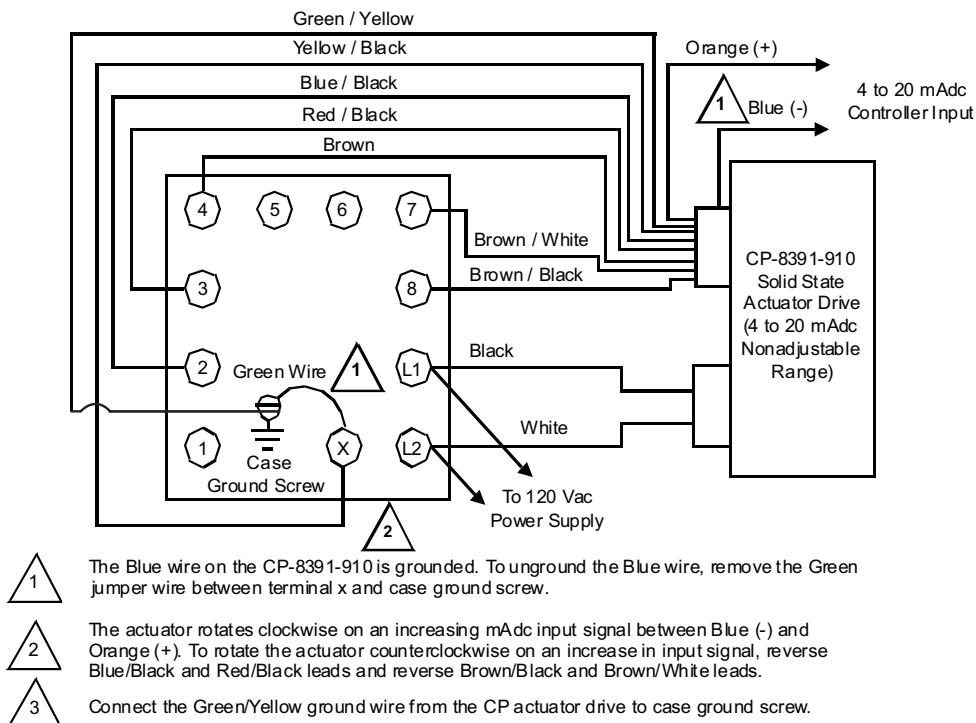 Green / Yellow
Yellow / Black
Blue / Black
Red / Black
Brown
Orange (+)
1
Blue (-)
4 to 20 mAdc
Controller Input
4
5
6
7
Brown / White
3
8
Brown / Black
CP-8391-910
Solid State
Actuator Drive
(4 to 20 mAdc
Nonadjustable
Range)
2
Green Wire
1
L1
Black
1
Case
Ground Screw
X
L2
White
To 120 Vac
Power Supply
2
1
The Blue wire on the CP-8391-910 is grounded. To unground the Blue wire, remove the Green
jumper wire between terminal x and case ground screw.
2
The actuator rotates clockwise on an increasing mAdc input signal between Blue (-) and
Orange (+). To rotate the actuator counterclockwise on an increase in input signal, reverse
Blue/Black and Red/Black leads and reverse Brown/Black and Brown/White leads.
3
Connect the Green/Yellow ground wire from the CP actuator drive to case ground screw.